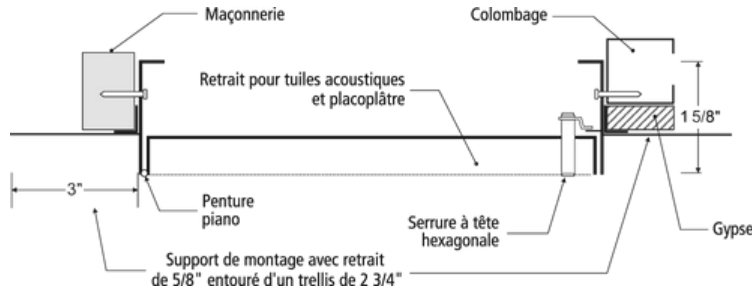 Maçonnerie
Colombage
Retrait pour tuiles acoustiques
et placoplâtre
1 5/8"
3"
Penture
piano
Serrure à tête
hexagonale
Gypse
Support de montage avec retrait
de 5/8" entouré d'un trellis de 2 3/4"